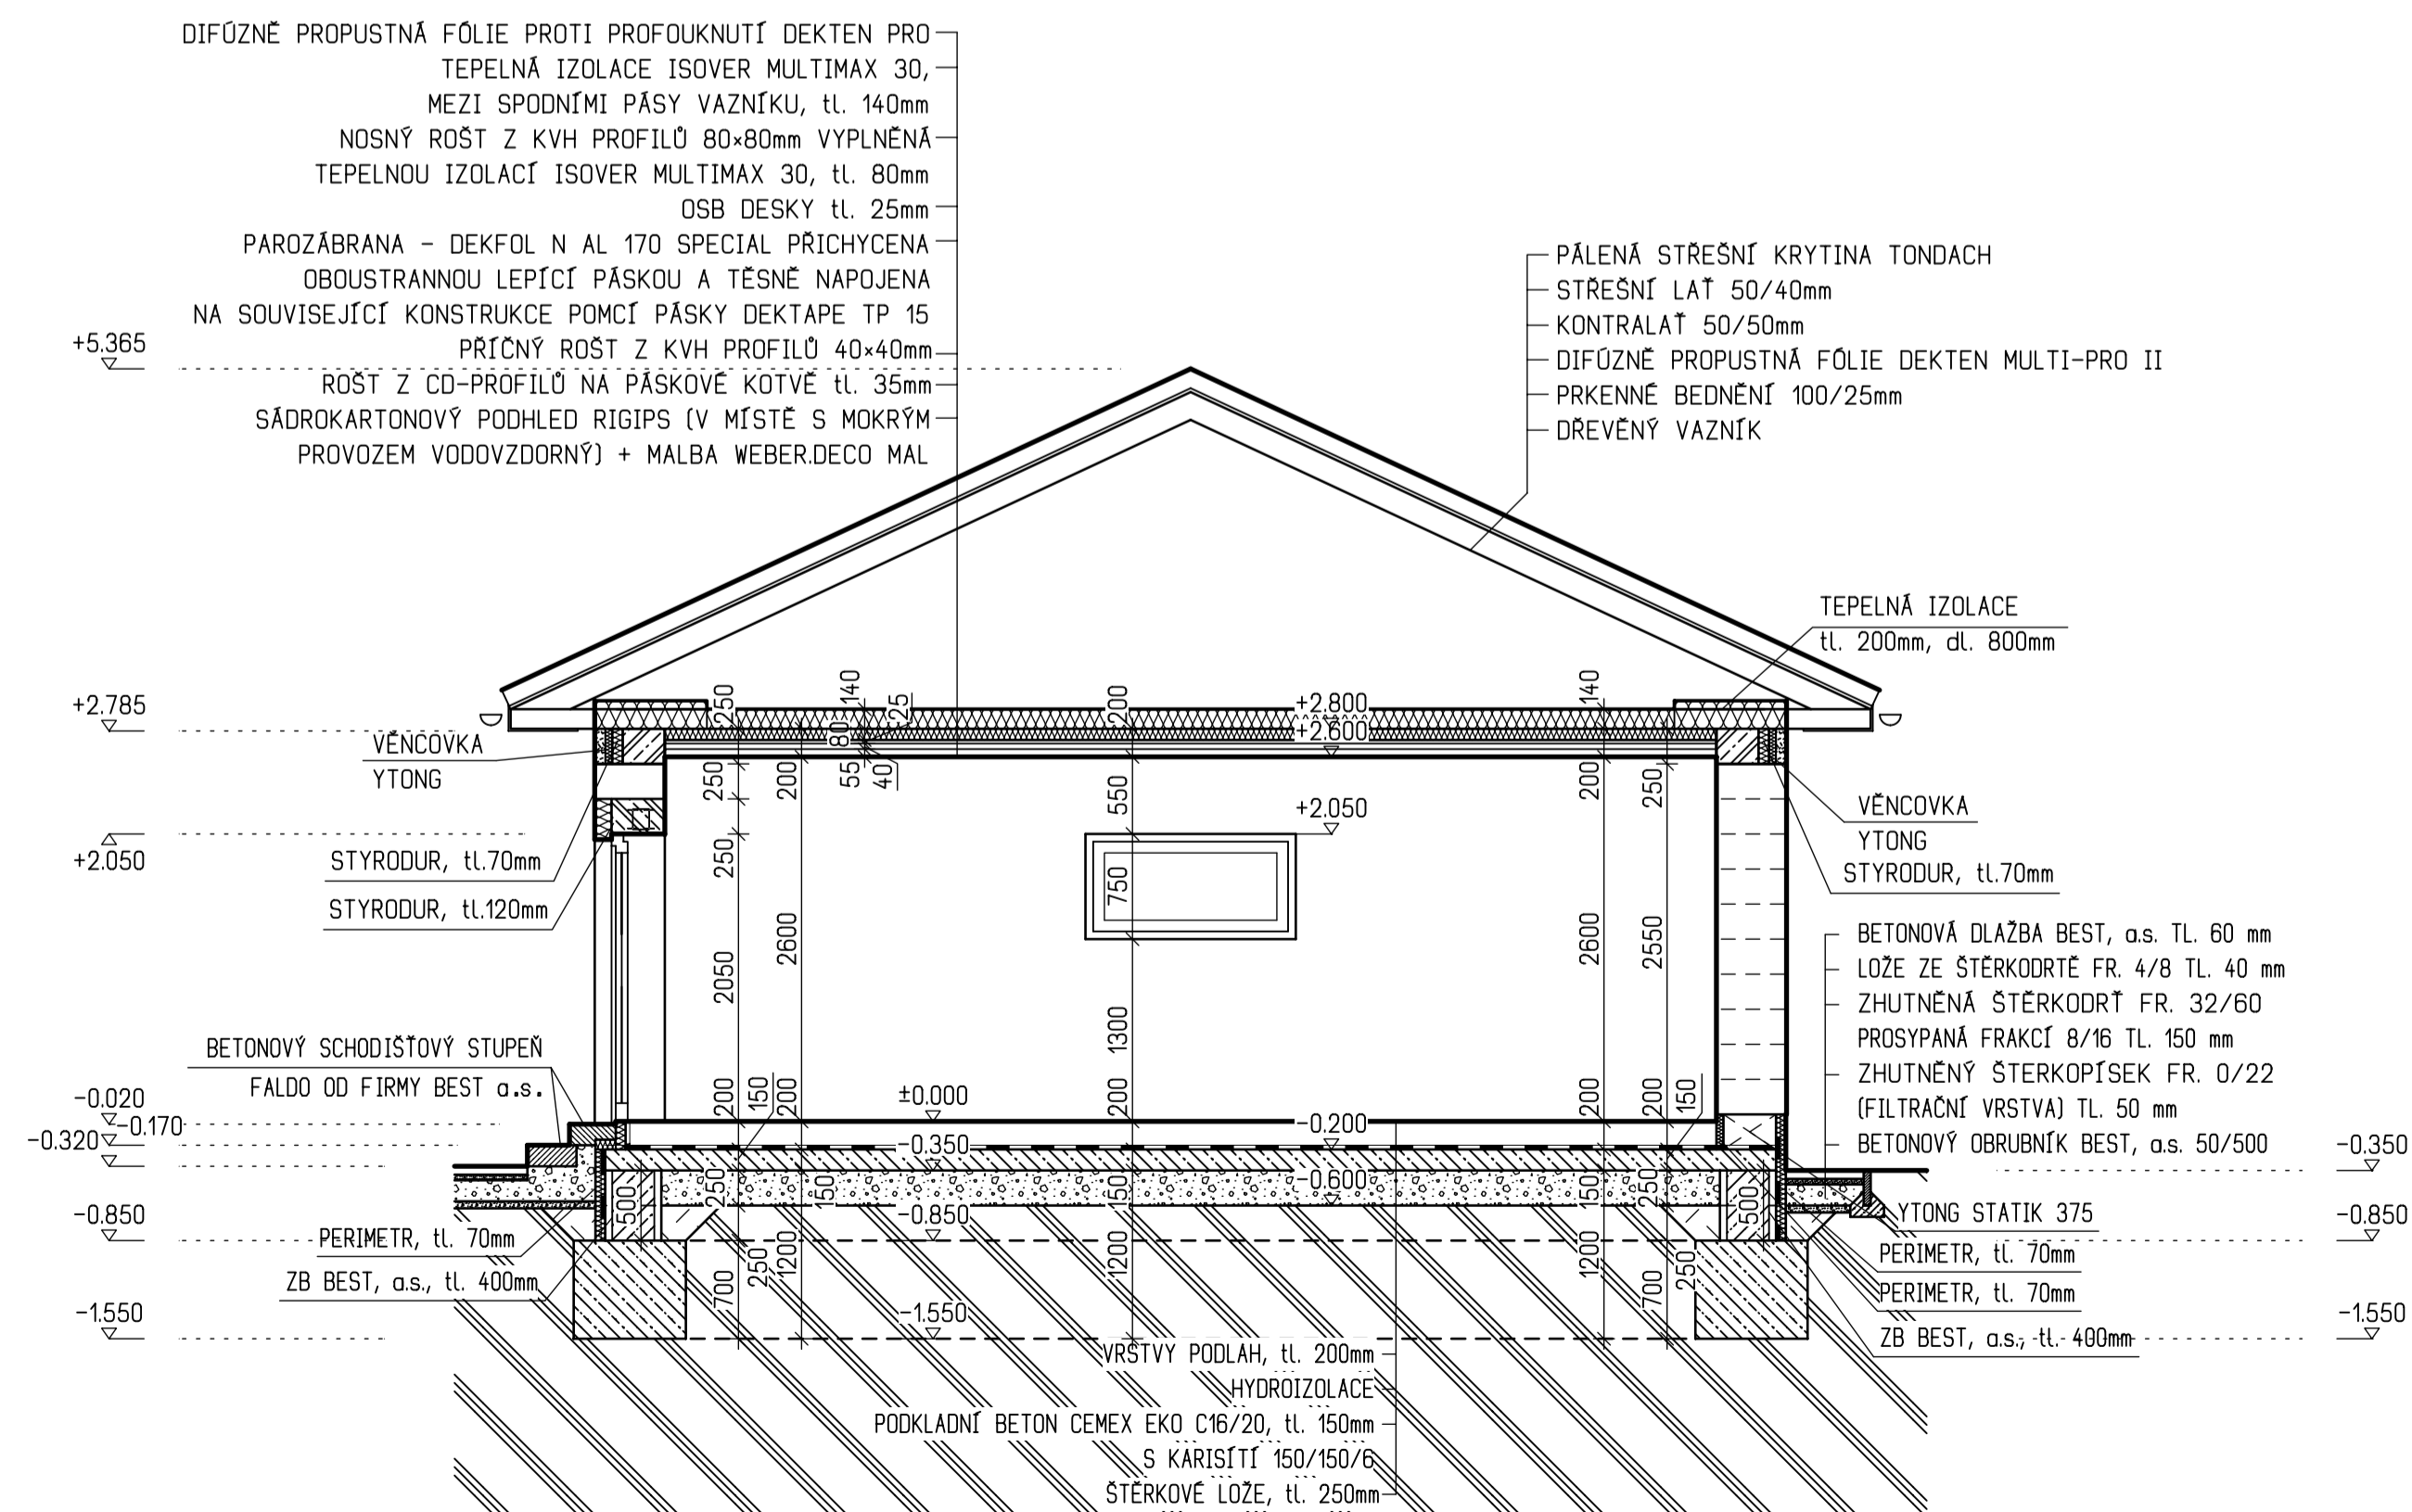 DIFÚZNĚ PROPUSTNÁ FÓLIE PROTI PROFOUKNUTÍ DEKTEN PRO
TEPELNÁ IZOLACE ISOVER MULTIMAX 30,
MEZI SPODNÍMI PÁSY VAZNÍKU, tl. 140mm
NOSNÝ ROŠT Z KVH PROFILŮ 80×80mm VYPLNĚNÁ
TEPELNOU IZOLACÍ ISOVER MULTIMAX 30, tl. 80mm
OSB DESKY tl. 25mm
PAROZÁBRANA - DEKFOL N AL 170 SPECIAL PŘICHYCENA
OBOUSTRANNOU LEPÍCÍ PÁSKOU A TĚSNĚ NAPOJENA
NA SOUVISEJÍCÍ KONSTRUKCE POMCÍ PÁSKY DEKTAPE TP 15
PŘÍČNÝ ROŠT Z KVH PROFILŮ 40×40mm
ROŠT Z CD-PROFILŮ NA PÁSKOVÉ KOTVĚ tl. 35mm
SÁDROKARTONOVÝ PODHLED RIGIPS (V MÍSTĚ S MOKRÝM
PROVOZEM VODOVZDORNÝ) + MALBA WEBER.DECO MAL
PÁLENÁ STŘEŠNÍ KRYTINA TONDACH
STŘEŠNÍ LAŤ 50/40mm
KONTRALAŤ 50/50mm
DIFÚZNĚ PROPUSTNÁ FÓLIE DEKTEN MULTI-PRO II
PRKENNÉ BEDNĚNÍ 100/25mm
DŘEVĚNÝ VAZNÍK
+5.365
TEPELNÁ IZOLACE
tl. 200mm, dl. 800mm
+2.785
VĚNCOVKA
YTONG
+2.050
STYRODUR, tl.70mm
STYRODUR, tl.120mm
250
140
25
200
+2.800
140
80
+2.600
250
200
55
40
550
200
250
+2.050
250
750
2050
2600
1300
2600
2550
VĚNCOVKA
YTONG
STYRODUR, tl.70mm
BETONOVÁ DLAŽBA BEST, a.s. TL. 60 mm
LOŽE ZE ŠTĚRKODRTĚ FR. 4/8 TL. 40 mm
ZHUTNĚNÁ ŠTĚRKODRŤ FR. 32/60
PROSYPANÁ FRAKCÍ 8/16 TL. 150 mm
ZHUTNĚNÝ ŠTERKOPÍSEK FR. 0/22
(FILTRAČNÍ VRSTVA) TL. 50 mm
BETONOVÝ OBRUBNÍK BEST, a.s. 50/500
BETONOVÝ SCHODIŠŤOVÝ STUPEŇ
FALDO OD FIRMY BEST a.s.
-0.020
-0.170
-0.320
-0.850
-1.550
200
150
200
±0.000
200
-0.200
200
200
150
-0.350
-0.600
-0.850
-1.550
500
250
150
150
150
250
500
700
250
1200
1200
1200
700
250
-0.350
-0.850
-1.550
PERIMETR, tl. 70mm
ZB BEST, a.s., tl. 400mm
YTONG STATIK 375
PERIMETR, tl. 70mm
PERIMETR, tl. 70mm
ZB BEST, a.s., tl. 400mm
VRSTVY PODLAH, tl. 200mm
HYDROIZOLACE
PODKLADNÍ BETON CEMEX EKO C16/20, tl. 150mm
S KARISÍTÍ 150/150/6
ŠTĚRKOVÉ LOŽE, tl. 250mm